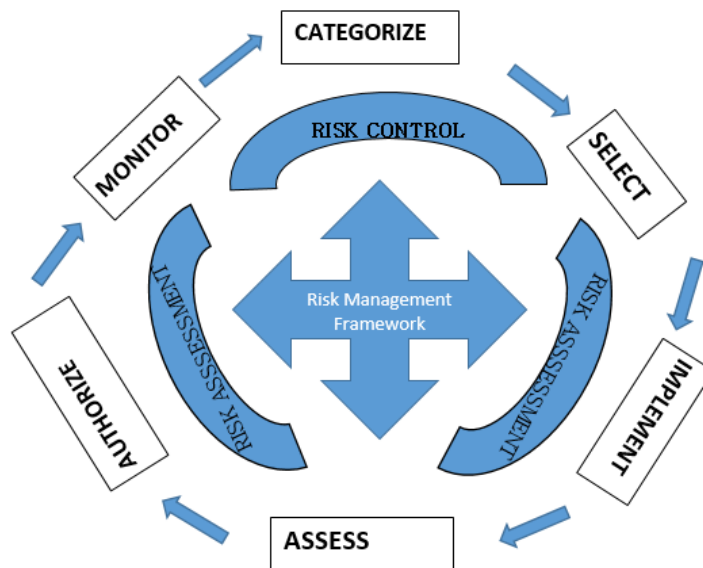 CATEGORIZE
RISK CONTROL
MONITOR
SELECT
RISK ASSSESSMENT
RISK ASSSESSMENT
Risk Management
Framework
AUTHORIZE
IMPLEMENT
ASSESS